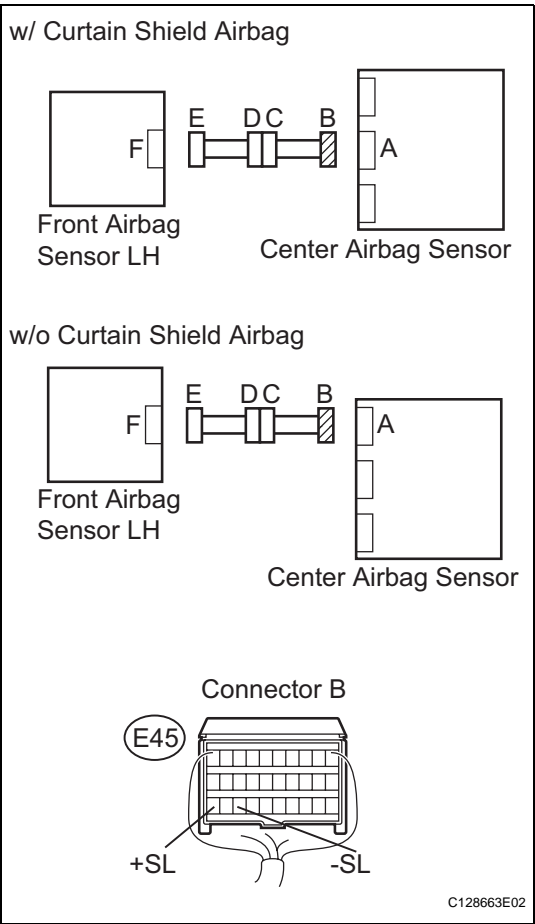 w/ Curtain Shield Airbag
E D C B
F A
Front Airbag
Sensor LH
Center Airbag Sensor
w/o Curtain Shield Airbag
E D C B
F A
Front Airbag
Sensor LH
Center Airbag Sensor
Connector B
E45
+SL -SL
C128663E02